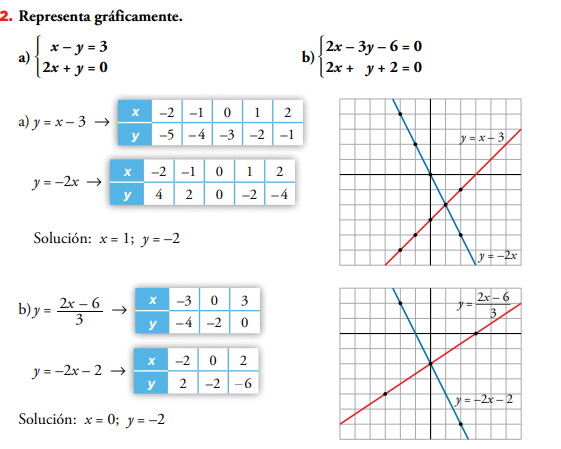 2. Representa gráficamente.
a) { x – y = 3
2x + y = 0
b) { 2x – 3y – 6 = 0
2x + y + 2 = 0
a) y = x – 3 →
x –2 –1 0 1 2
y –5 –4 –3 –2 –1
y = –2x →
x –2 –1 0 1 2
y 4 2 0 –2 –4
Solución: x = 1; y = –2
y = x – 3
y = –2x
b) y = (2x – 6)/3 →
x –3 0 3
y –4 –2 0
y = –2x – 2 →
x –2 0 2
y 2 –2 –6
Solución: x = 0; y = –2
y = (2x – 6)/3
y = –2x – 2